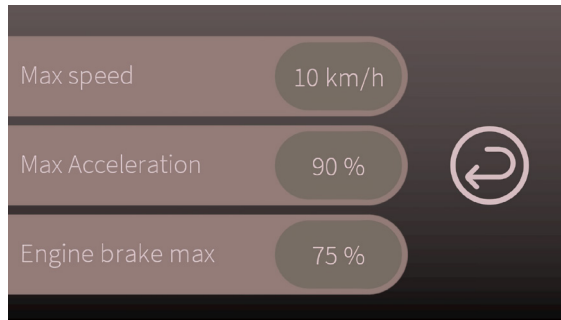 Max speed 10 km/h
Max Acceleration 90 %
Engine brake max 75 %